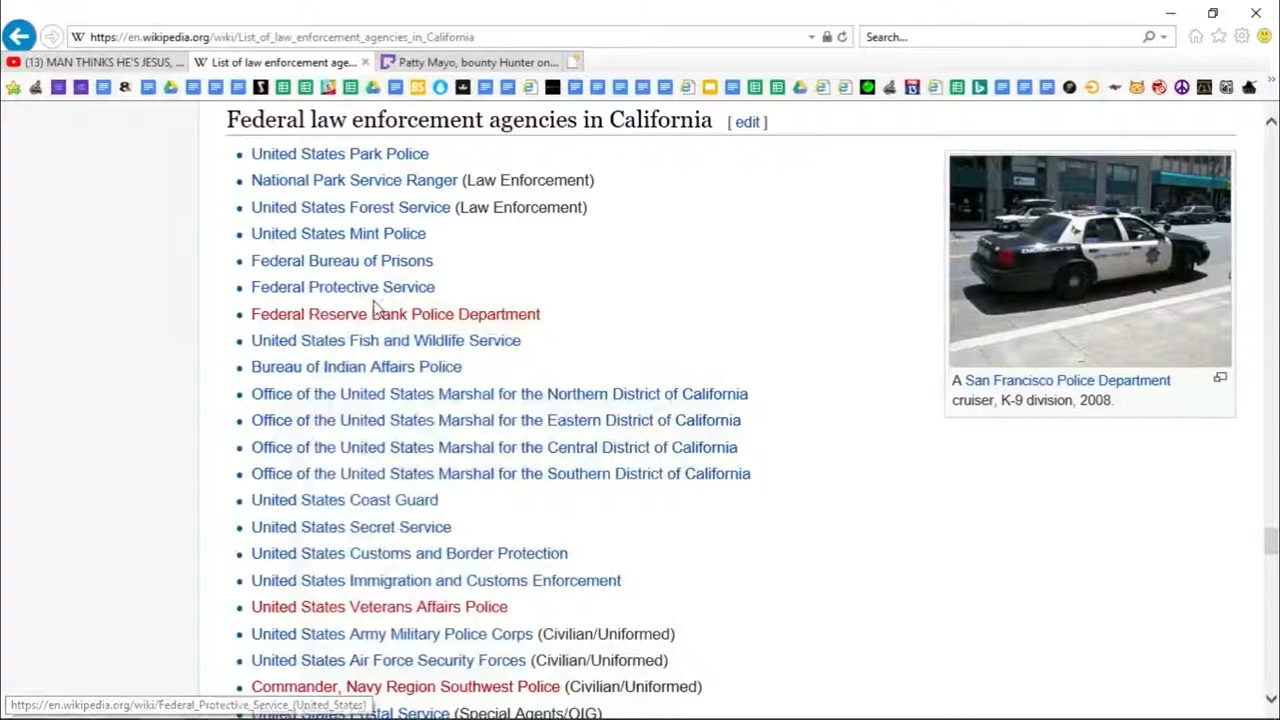 https://en.wikipedia.org/wiki/List_of_law_enforcement_agencies_in_California
Search...
(13) MAN THINKS HE'S JESUS, ...
List of law enforcement age...
Patty Mayo, bounty Hunter on...
Federal law enforcement agencies in California [ edit ]
United States Park Police
National Park Service Ranger (Law Enforcement)
United States Forest Service (Law Enforcement)
United States Mint Police
Federal Bureau of Prisons
Federal Protective Service
Federal Reserve Bank Police Department
United States Fish and Wildlife Service
Bureau of Indian Affairs Police
Office of the United States Marshal for the Northern District of California
Office of the United States Marshal for the Eastern District of California
Office of the United States Marshal for the Central District of California
Office of the United States Marshal for the Southern District of California
United States Coast Guard
United States Secret Service
United States Customs and Border Protection
United States Immigration and Customs Enforcement
United States Veterans Affairs Police
United States Army Military Police Corps (Civilian/Uniformed)
United States Air Force Security Forces (Civilian/Uniformed)
Commander, Navy Region Southwest Police (Civilian/Uniformed)
United States Postal Service (Special Agents/OIG)
A San Francisco Police Department
cruiser, K-9 division, 2008.
https://en.wikipedia.org/wiki/Federal_Protective_Service_(United_States)